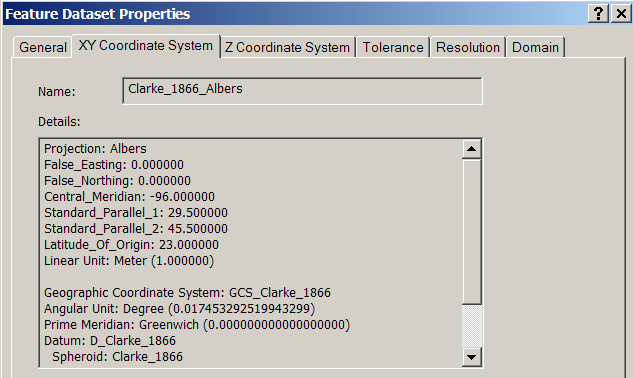 Feature Dataset Properties
General XY Coordinate System Z Coordinate System Tolerance Resolution Domain
Name: Clarke_1866_Albers
Details:
Projection: Albers
False_Easting: 0.000000
False_Northing: 0.000000
Central_Meridian: -96.000000
Standard_Parallel_1: 29.500000
Standard_Parallel_2: 45.500000
Latitude_Of_Origin: 23.000000
Linear Unit: Meter (1.000000)
Geographic Coordinate System: GCS_Clarke_1866
Angular Unit: Degree (0.017453292519943299)
Prime Meridian: Greenwich (0.000000000000000000)
Datum: D_Clarke_1866
Spheroid: Clarke_1866